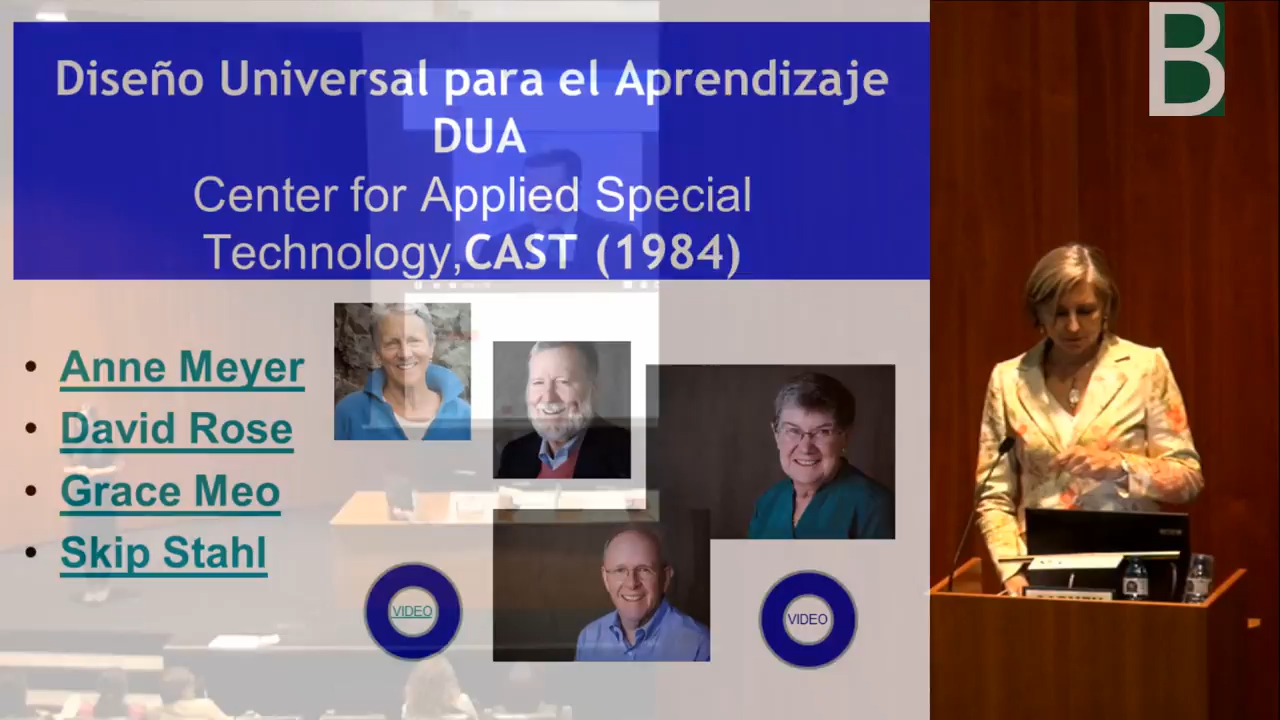 Diseño Universal para el Aprendizaje
DUA
Center for Applied Special
Technology,CAST (1984)
B
• Anne Meyer
• David Rose
• Grace Meo
• Skip Stahl
VIDEO
VIDEO